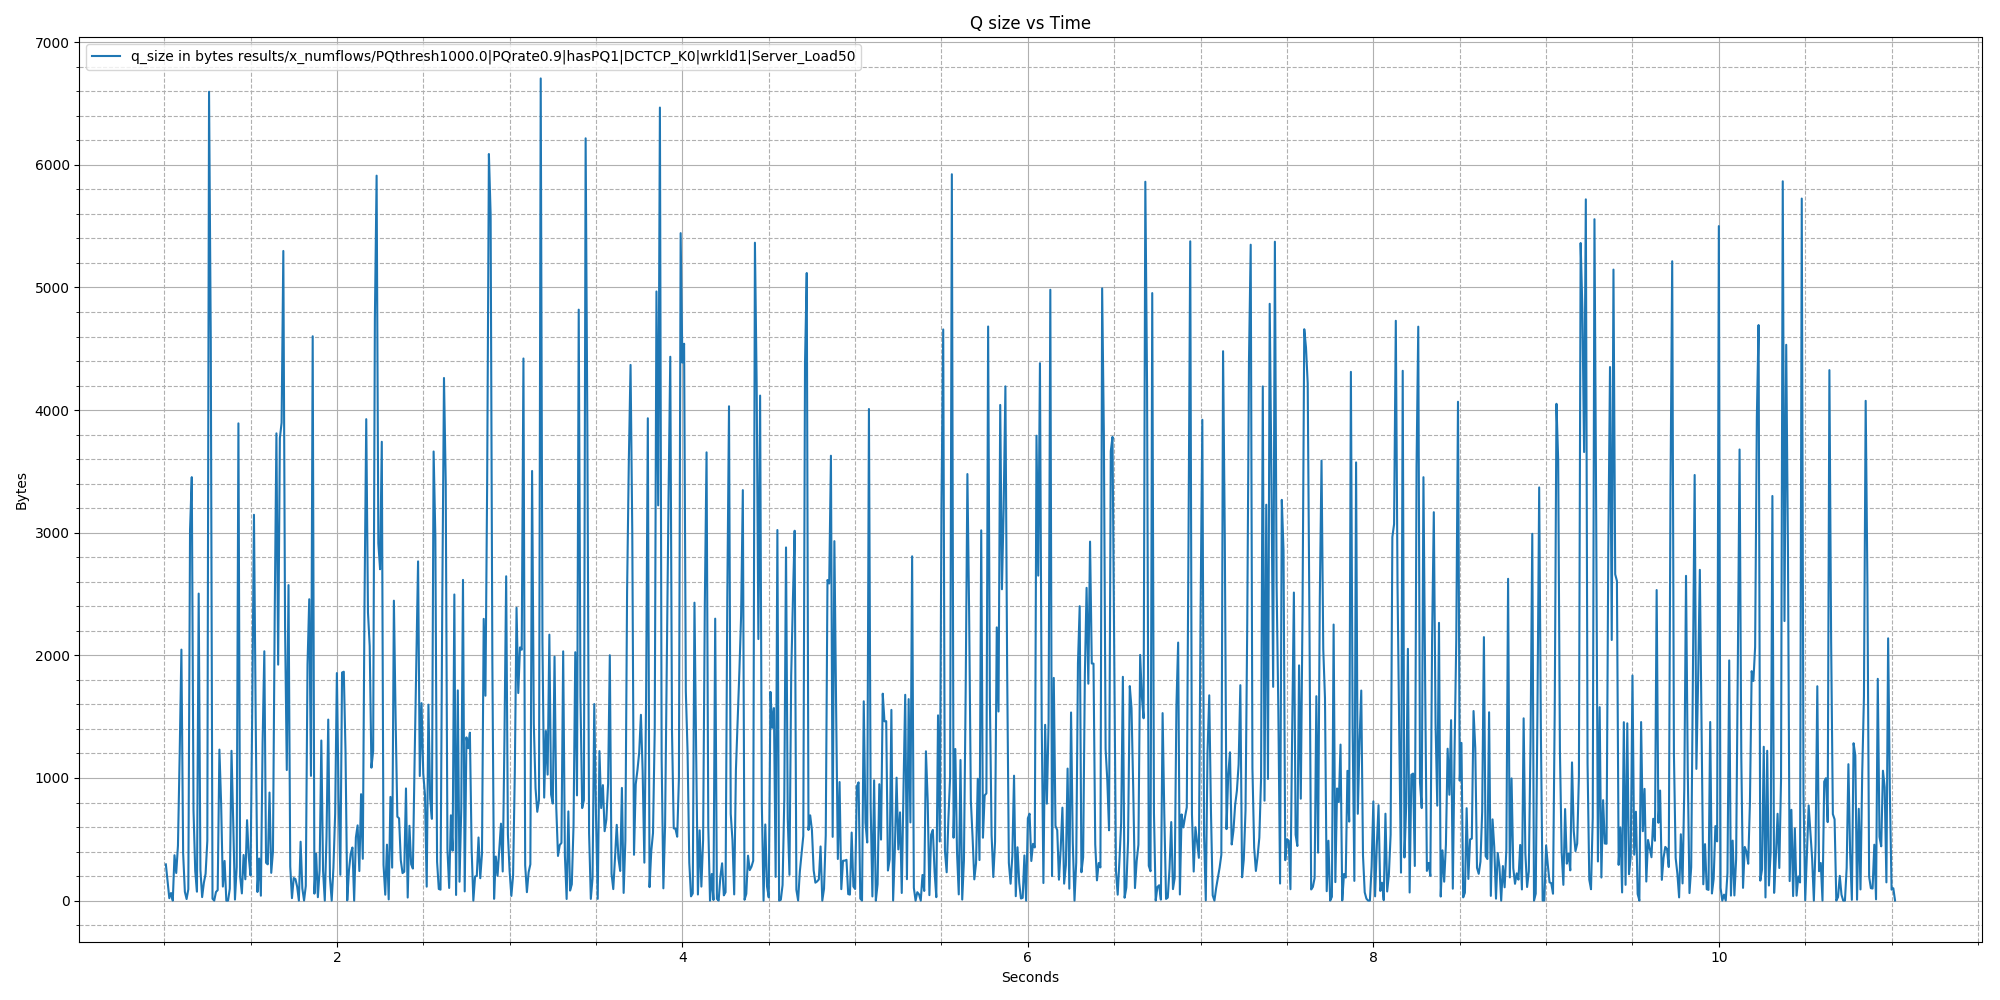 Q size vs Time
q_size in bytes results/x_numflows/PQthresh1000.0|PQrate0.9|hasPQ1|DCTCP_K0|wrkld1|Server_Load50
7000
6000
5000
4000
3000
2000
1000
0
Bytes
2 4 6 8 10
Seconds